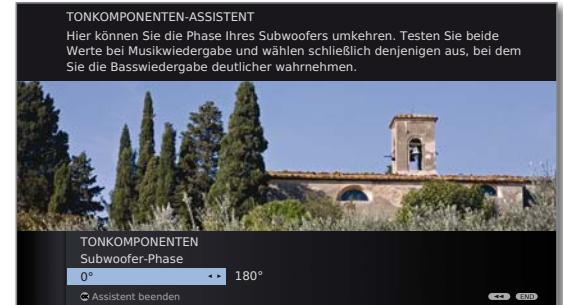 TONKOMPONENTEN-ASSISTENT
Hier können Sie die Phase Ihres Subwoofers umkehren. Testen Sie beide
Werte bei Musikwiedergabe und wählen schließlich denjenigen aus, bei dem
Sie die Basswiedergabe deutlicher wahrnehmen.
TONKOMPONENTEN
Subwoofer-Phase
0° 180°
OK Assistent beenden END